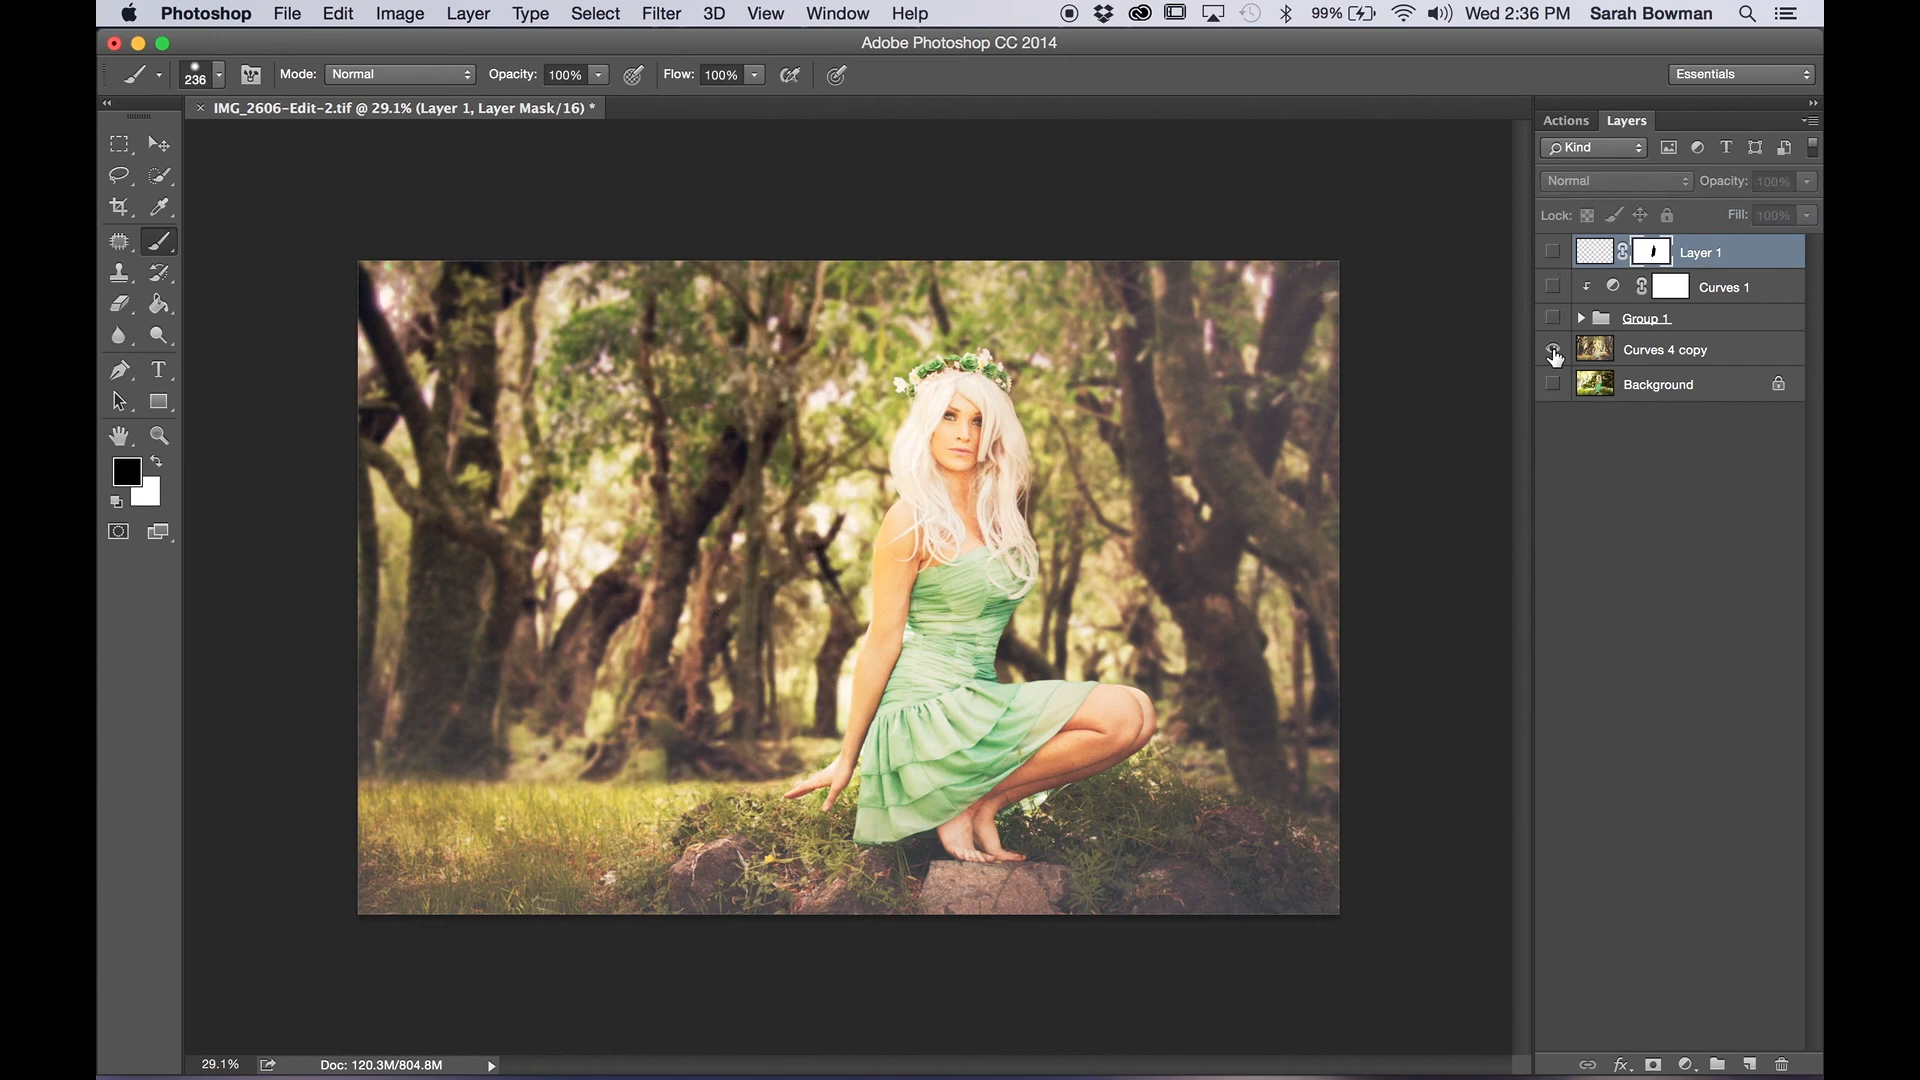 Photoshop File Edit Image Layer Type Select Filter 3D View Window Help 99% Wed 2:36 PM Sarah Bowman
Adobe Photoshop CC 2014
236 Mode: Normal Opacity: 100% Flow: 100% Essentials
× IMG_2606-Edit-2.tif @ 29.1% (Layer 1, Layer Mask/16) *
Actions Layers
Kind
Normal Opacity: 100%
Lock: Fill: 100%
Layer 1
Curves 1
Group 1
Curves 4 copy
Background
29.1% Doc: 120.3M/804.8M